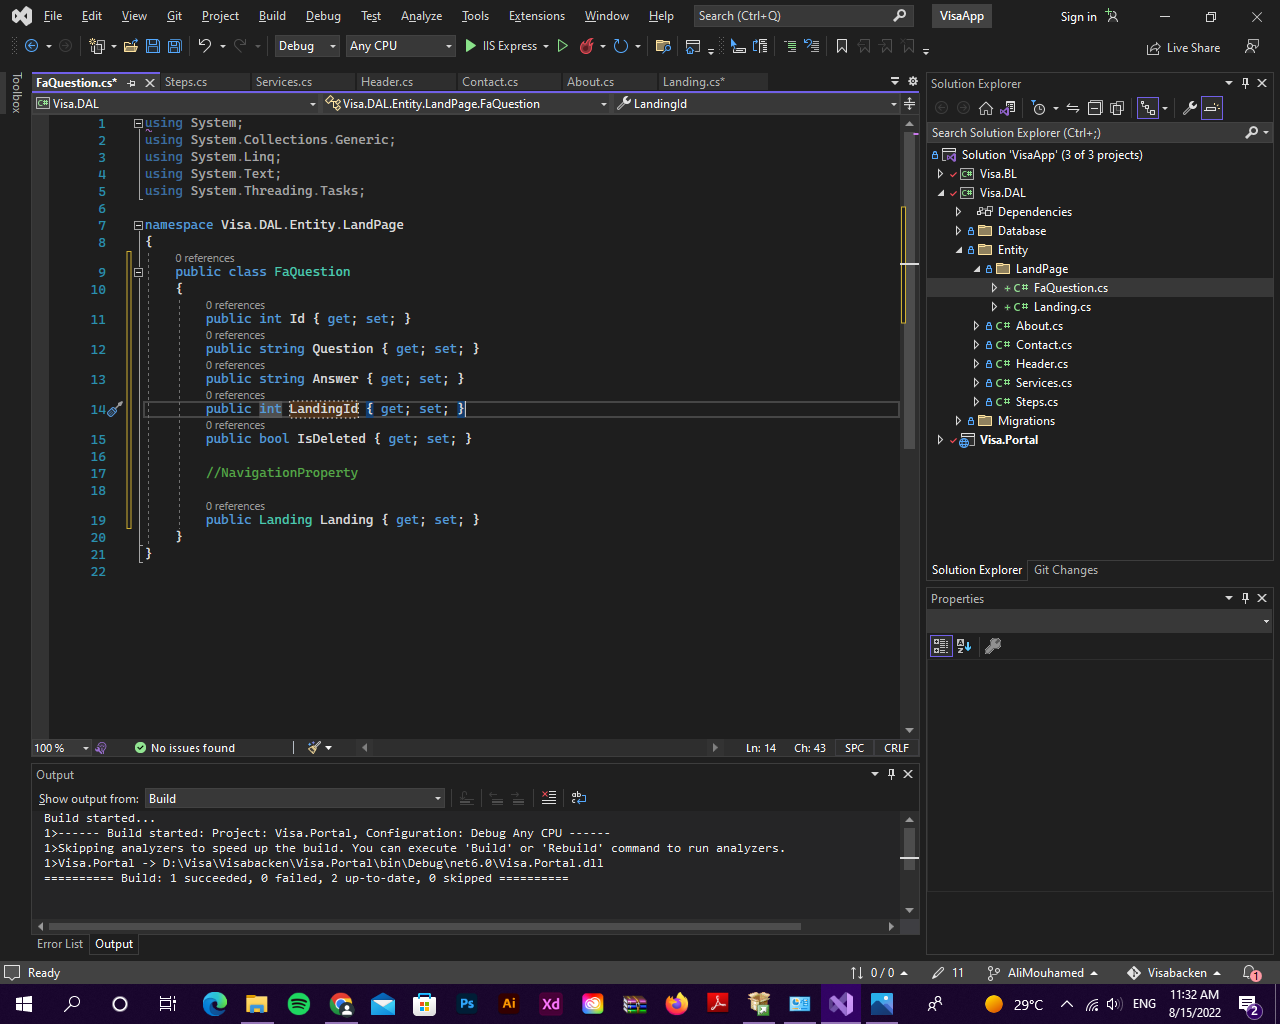 File Edit View Git Project Build Debug Test Analyze Tools Extensions Window Help Search (Ctrl+Q) VisaApp Sign in
Debug Any CPU IIS Express Live Share
Toolbox
FaQuestion.cs* Steps.cs Services.cs Header.cs Contact.cs About.cs Landing.cs*
Visa.DAL Visa.DAL.Entity.LandPage.FaQuestion LandingId
1 using System;
2 using System.Collections.Generic;
3 using System.Linq;
4 using System.Text;
5 using System.Threading.Tasks;
6
7 namespace Visa.DAL.Entity.LandPage
8 {
0 references
9 public class FaQuestion
10 {
0 references
11 public int Id { get; set; }
0 references
12 public string Question { get; set; }
0 references
13 public string Answer { get; set; }
0 references
14 public int LandingId { get; set; }
0 references
15 public bool IsDeleted { get; set; }
16
17 //NavigationProperty
18
0 references
19 public Landing Landing { get; set; }
20 }
21 }
22
100 % No issues found Ln: 14 Ch: 43 SPC CRLF
Output
Show output from: Build
Build started...
1>------ Build started: Project: Visa.Portal, Configuration: Debug Any CPU ------
1>Skipping analyzers to speed up the build. You can execute 'Build' or 'Rebuild' command to run analyzers.
1>Visa.Portal -> D:\Visa\Visabacken\Visa.Portal\bin\Debug\net6.0\Visa.Portal.dll
========== Build: 1 succeeded, 0 failed, 2 up-to-date, 0 skipped ==========
Error List Output
Solution Explorer
Search Solution Explorer (Ctrl+;)
Solution 'VisaApp' (3 of 3 projects)
C# Visa.BL
C# Visa.DAL
Dependencies
Database
Entity
LandPage
+ C# FaQuestion.cs
+ C# Landing.cs
C# About.cs
C# Contact.cs
C# Header.cs
C# Services.cs
C# Steps.cs
Migrations
Visa.Portal
Solution Explorer Git Changes
Properties
Ready 0 / 0 11 AliMouhamed Visabacken 1
Ps Ai Xd 29°C ENG 11:32 AM
8/15/2022 2